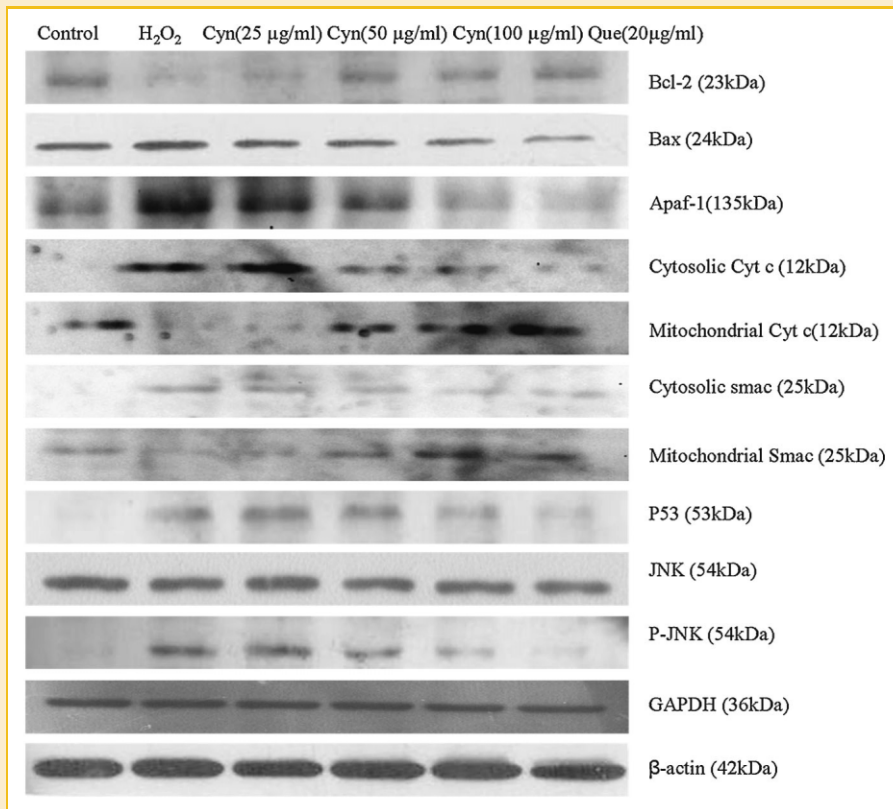 Control H₂O₂ Cyn(25 µg/ml) Cyn(50 µg/ml) Cyn(100 µg/ml) Que(20µg/ml)
Bcl-2 (23kDa)
Bax (24kDa)
Apaf-1(135kDa)
Cytosolic Cyt c (12kDa)
Mitochondrial Cyt c(12kDa)
Cytosolic smac (25kDa)
Mitochondrial Smac (25kDa)
P53 (53kDa)
JNK (54kDa)
P-JNK (54kDa)
GAPDH (36kDa)
β-actin (42kDa)